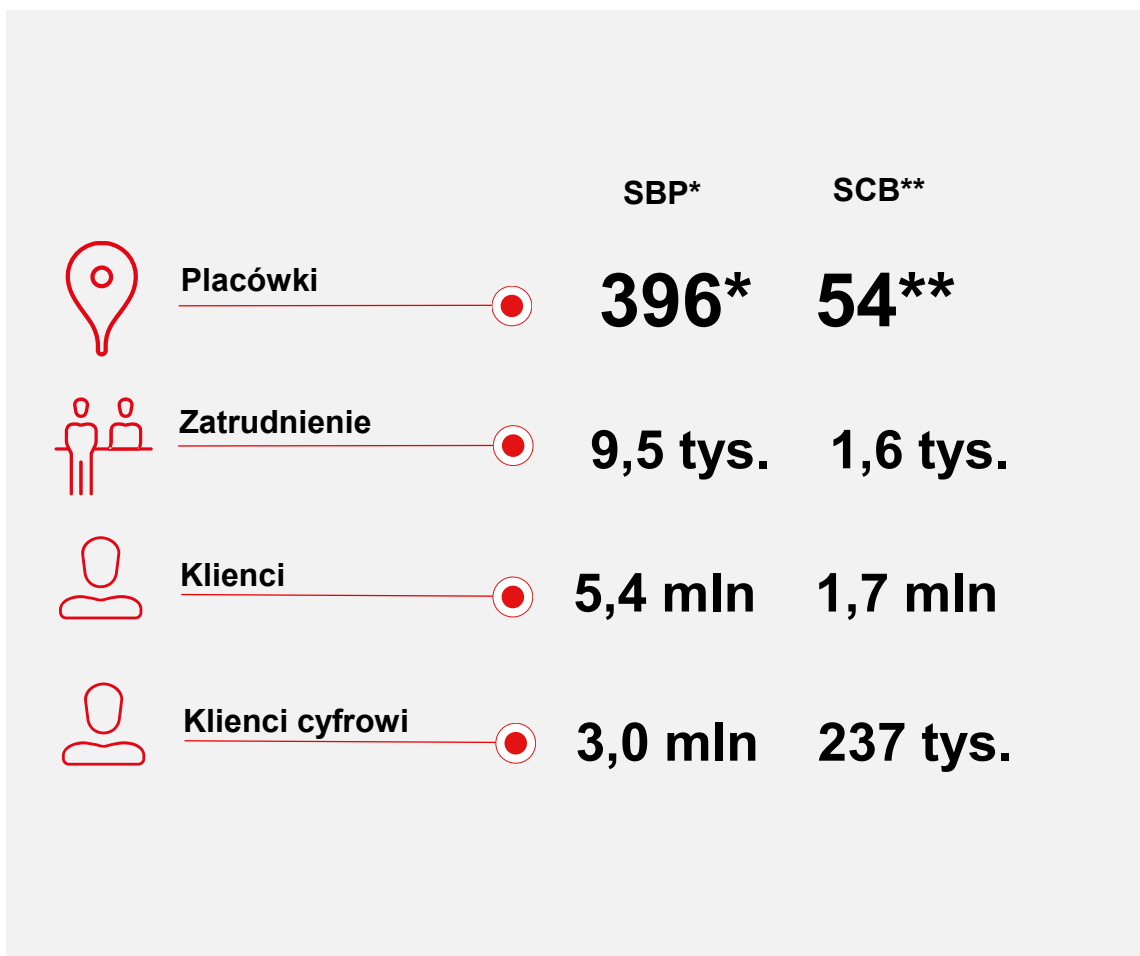 SBP* SCB**
Placówki 396* 54**
Zatrudnienie 9,5 tys. 1,6 tys.
Klienci 5,4 mln 1,7 mln
Klienci cyfrowi 3,0 mln 237 tys.